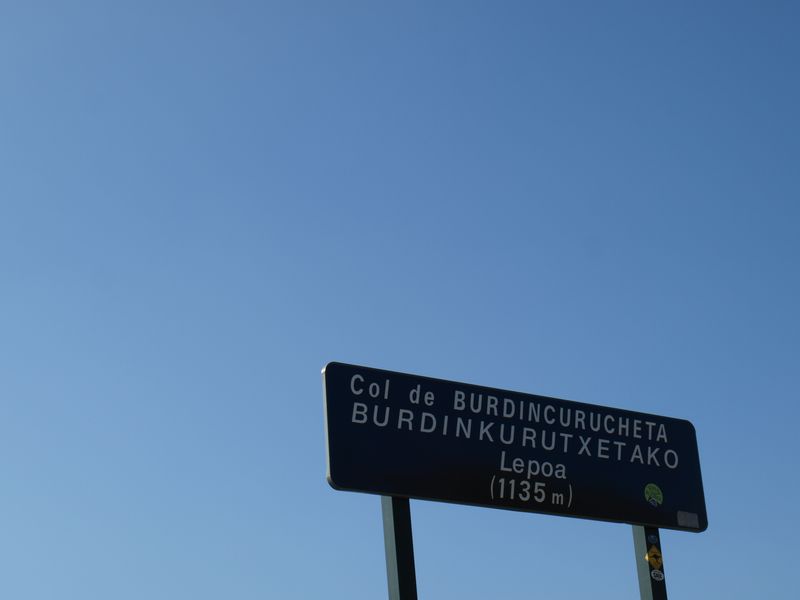 Col de BURDINCURUCHETA
BURDINKURUTXETAKO
Lepoa
(1135 m)